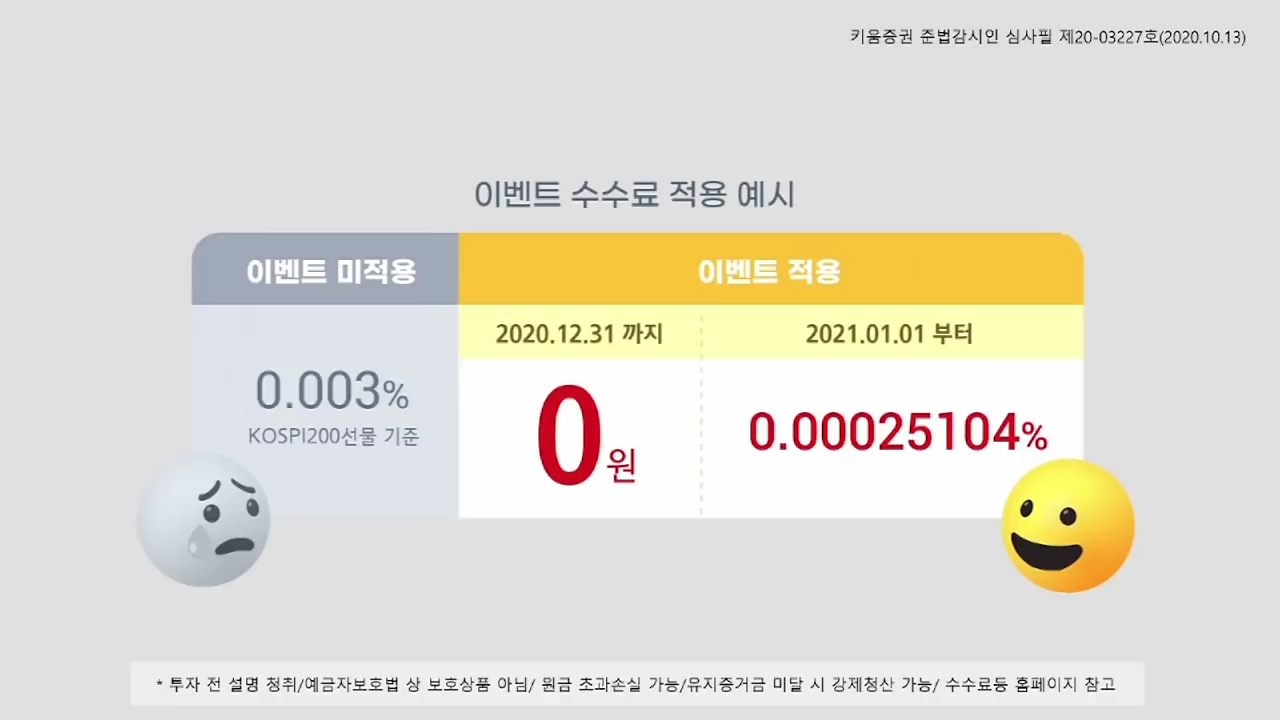 키움증권 준법감시인 심사필 제20-03227호(2020.10.13)
이벤트 수수료 적용 예시
이벤트 미적용
이벤트 적용
2020.12.31 까지
2021.01.01 부터
0.003%
KOSPI200선물 기준
0원
0.00025104%
* 투자 전 설명 청취/예금자보호법 상 보호상품 아님/ 원금 초과손실 가능/유지증거금 미달 시 강제청산 가능/ 수수료등 홈페이지 참고